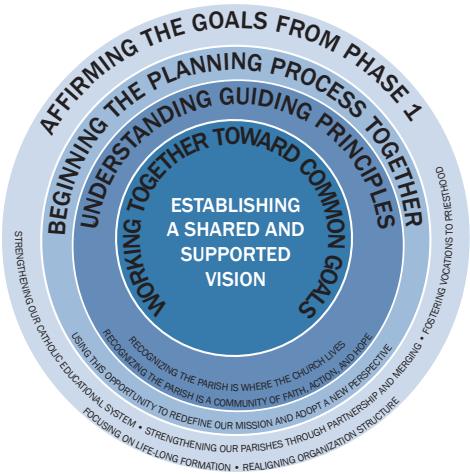 AFFIRMING THE GOALS FROM PHASE 1
BEGINNING THE PLANNING PROCESS TOGETHER
UNDERSTANDING GUIDING PRINCIPLES
WORKING TOGETHER TOWARD COMMON GOALS
ESTABLISHING
A SHARED AND
SUPPORTED
VISION
RECOGNIZING THE PARISH IS WHERE THE CHURCH LIVES
RECOGNIZING THE PARISH IS A COMMUNITY OF FAITH, ACTION, AND HOPE
USING THIS OPPORTUNITY TO REDEFINE OUR MISSION AND ADOPT A NEW PERSPECTIVE
STRENGTHENING OUR CATHOLIC EDUCATIONAL SYSTEM • STRENGTHENING OUR PARISHES THROUGH PARTNERSHIP AND MERGING • FOSTERING VOCATIONS TO PRIESTHOOD
FOCUSING ON LIFE-LONG FORMATION • REALIGNING ORGANIZATION STRUCTURE